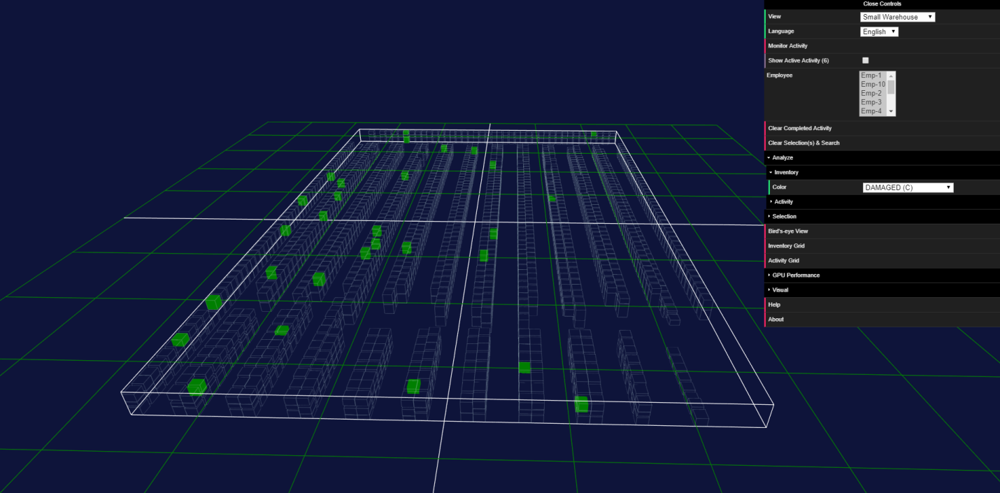 Close Controls
View Small Warehouse
Language English
Monitor Activity
Show Active Activity (6)
Employee
Emp-1
Emp-10
Emp-2
Emp-3
Emp-4
Clear Completed Activity
Clear Selection(s) & Search
Analyze
Inventory
Color DAMAGED (C)
Activity
Selection
Bird's-eye View
Inventory Grid
Activity Grid
GPU Performance
Visual
Help
About